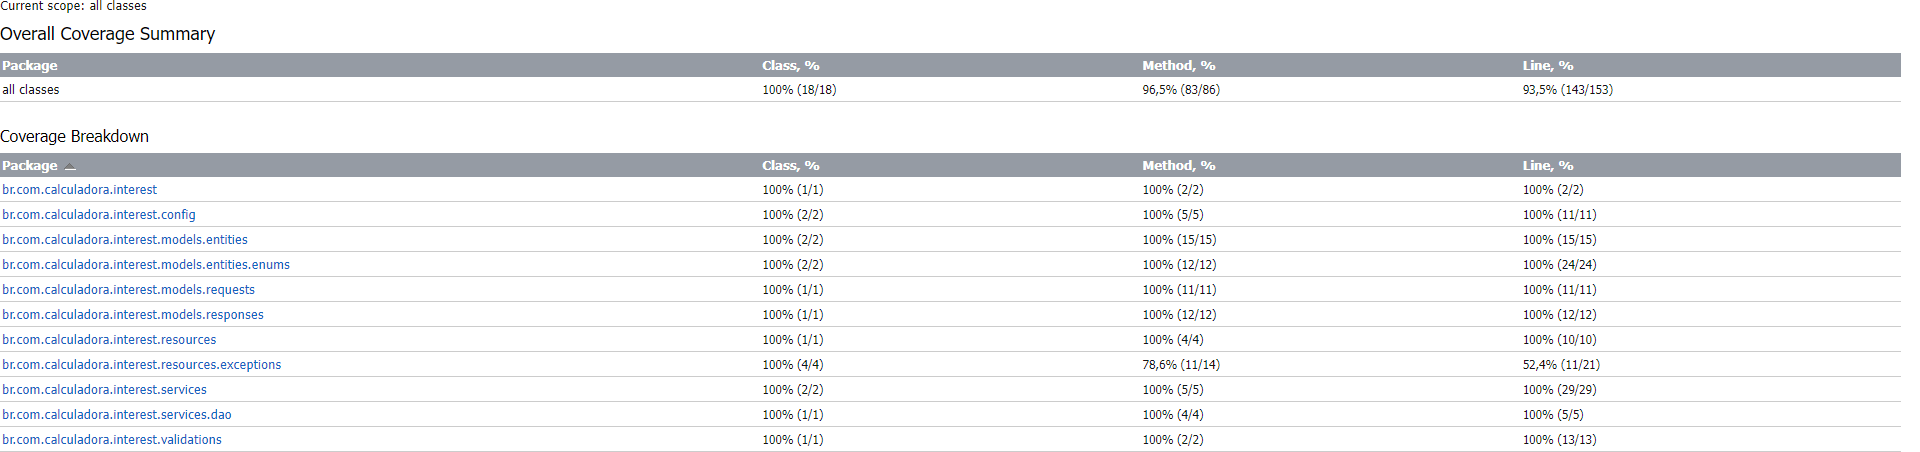 Current scope: all classes
Overall Coverage Summary
Package Class, % Method, % Line, %
all classes 100% (18/18) 96,5% (83/86) 93,5% (143/153)
Coverage Breakdown
Package Class, % Method, % Line, %
br.com.calculadora.interest 100% (1/1) 100% (2/2) 100% (2/2)
br.com.calculadora.interest.config 100% (2/2) 100% (5/5) 100% (11/11)
br.com.calculadora.interest.models.entities 100% (2/2) 100% (15/15) 100% (15/15)
br.com.calculadora.interest.models.entities.enums 100% (2/2) 100% (12/12) 100% (24/24)
br.com.calculadora.interest.models.requests 100% (1/1) 100% (11/11) 100% (11/11)
br.com.calculadora.interest.models.responses 100% (1/1) 100% (12/12) 100% (12/12)
br.com.calculadora.interest.resources 100% (1/1) 100% (4/4) 100% (10/10)
br.com.calculadora.interest.resources.exceptions 100% (4/4) 78,6% (11/14) 52,4% (11/21)
br.com.calculadora.interest.services 100% (2/2) 100% (5/5) 100% (29/29)
br.com.calculadora.interest.services.dao 100% (1/1) 100% (4/4) 100% (5/5)
br.com.calculadora.interest.validations 100% (1/1) 100% (2/2) 100% (13/13)